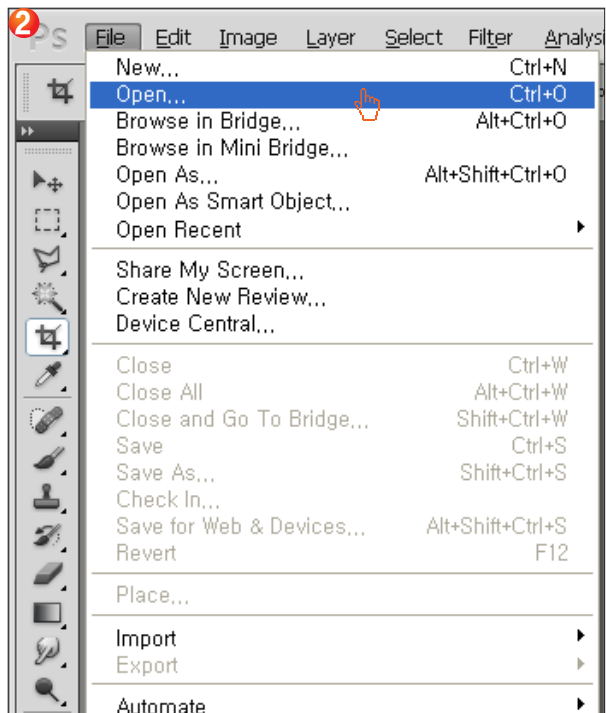 2
Ps File Edit Image Layer Select Filter Analysi
New... Ctrl+N
Open... Ctrl+O
Browse in Bridge... Alt+Ctrl+O
Browse in Mini Bridge...
Open As... Alt+Shift+Ctrl+O
Open As Smart Object...
Open Recent
Share My Screen...
Create New Review...
Device Central...
Close Ctrl+W
Close All Alt+Ctrl+W
Close and Go To Bridge... Shift+Ctrl+W
Save Ctrl+S
Save As... Shift+Ctrl+S
Check In...
Save for Web & Devices... Alt+Shift+Ctrl+S
Revert F12
Place...
Import
Export
Automate